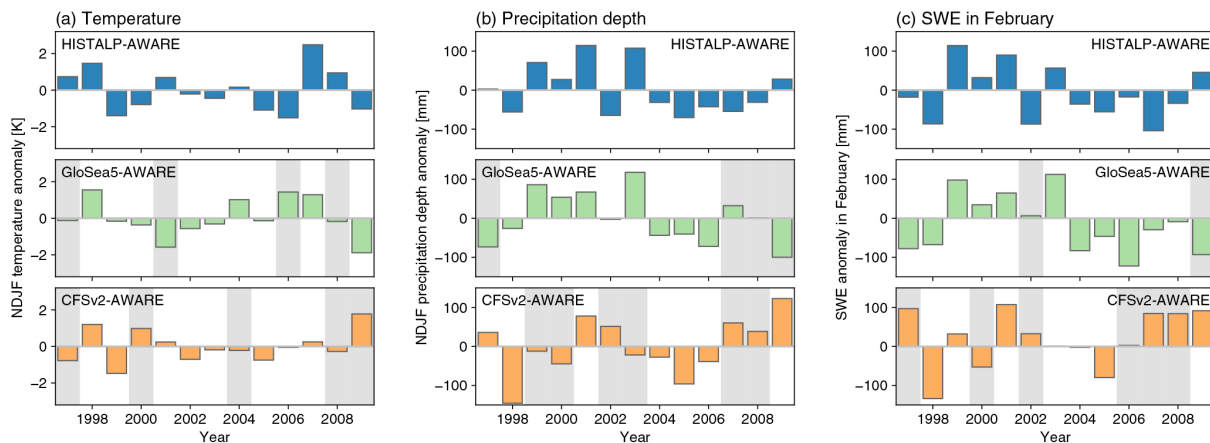 (a) Temperature
HISTALP-AWARE
2
0
−2
GloSea5-AWARE
2
0
−2
CFSv2-AWARE
2
0
−2
NDJF temperature anomaly [K]
1998 2000 2002 2004 2006 2008
Year
(b) Precipitation depth
HISTALP-AWARE
100
0
−100
GloSea5-AWARE
100
0
−100
CFSv2-AWARE
100
0
−100
NDJF precipitation depth anomaly [mm]
1998 2000 2002 2004 2006 2008
Year
(c) SWE in February
HISTALP-AWARE
100
0
−100
GloSea5-AWARE
100
0
−100
CFSv2-AWARE
100
0
−100
SWE anomaly in February [mm]
1998 2000 2002 2004 2006 2008
Year